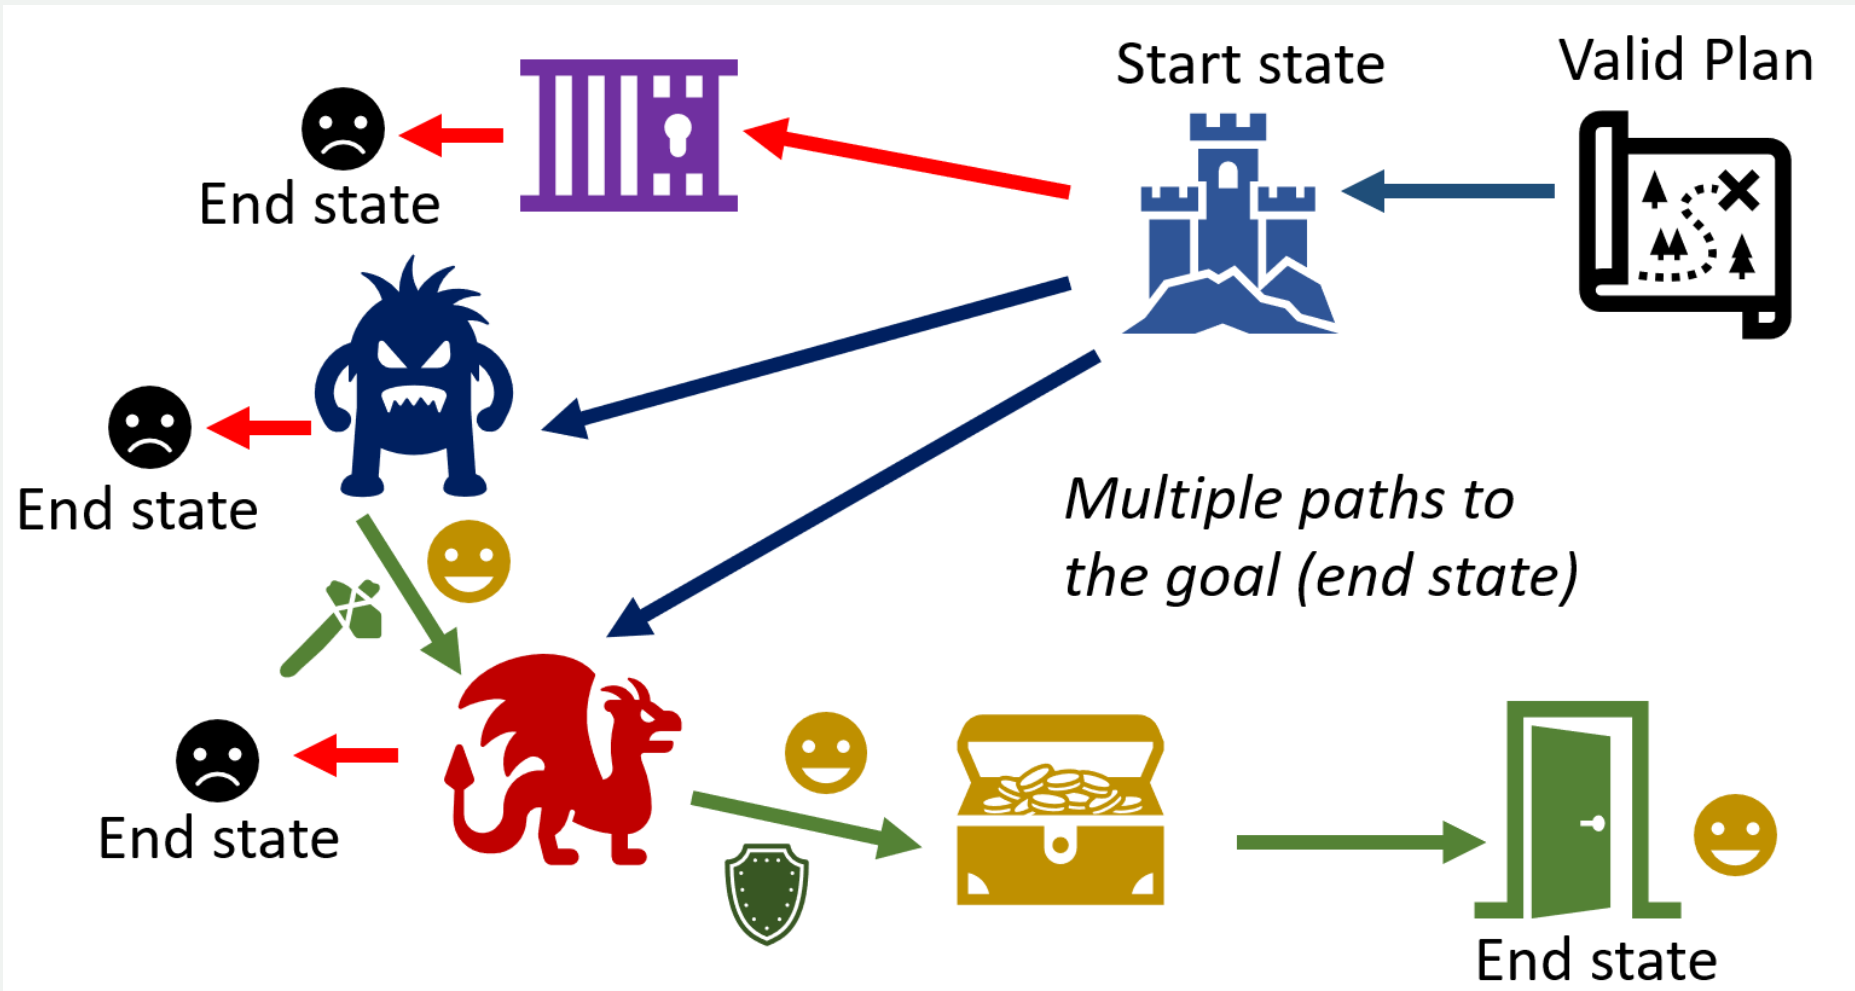 Start state
Valid Plan
End state
End state
Multiple paths to
the goal (end state)
End state
End state